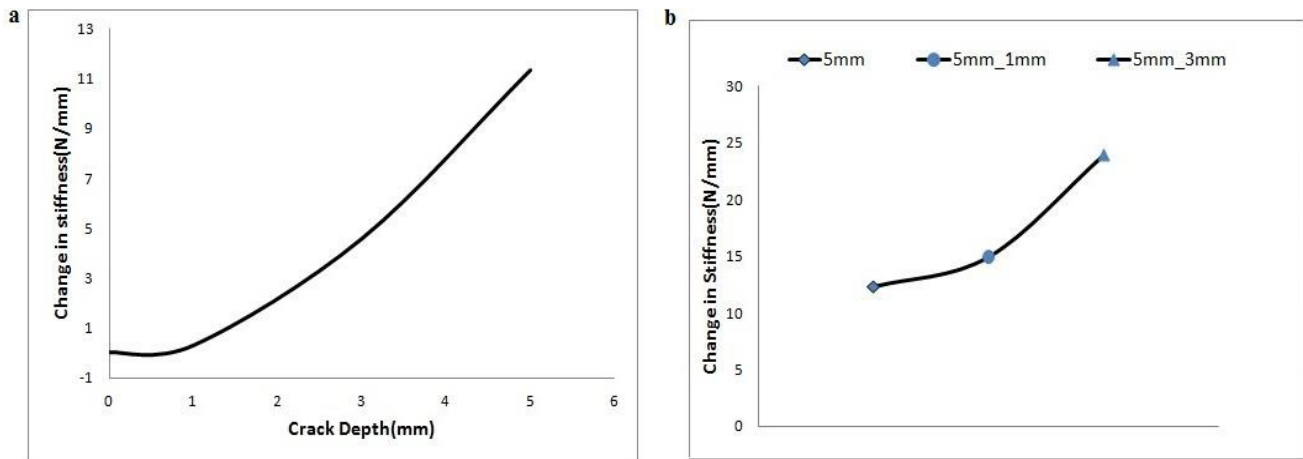 a
Change in stiffness(N/mm)
13
11
9
7
5
3
1
-1
0 1 2 3 4 5 6
Crack Depth(mm)
b
5mm 5mm_1mm 5mm_3mm
Change in Stiffness(N/mm)
30
25
20
15
10
5
0